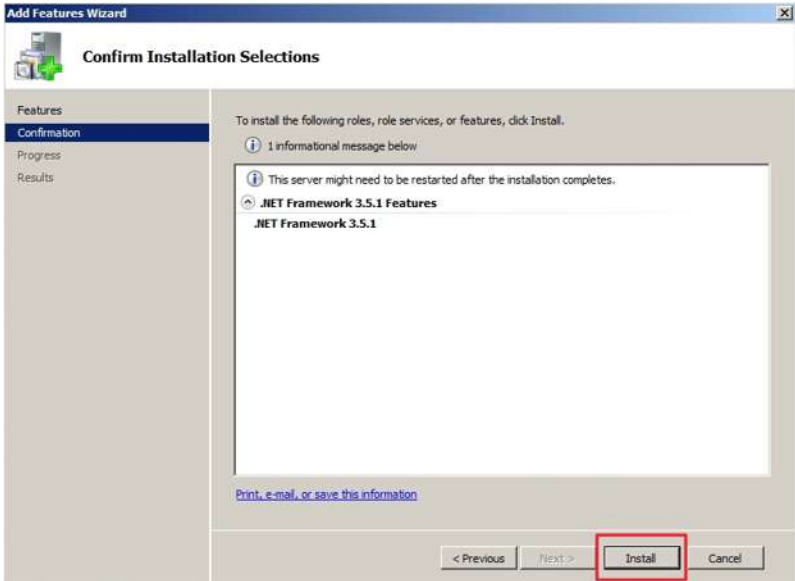 Add Features Wizard
Confirm Installation Selections
Features
Confirmation
Progress
Results
To install the following roles, role services, or features, click Install.
1 informational message below
This server might need to be restarted after the installation completes.
.NET Framework 3.5.1 Features
.NET Framework 3.5.1
Print, e-mail, or save this information
< Previous
Next >
Install
Cancel